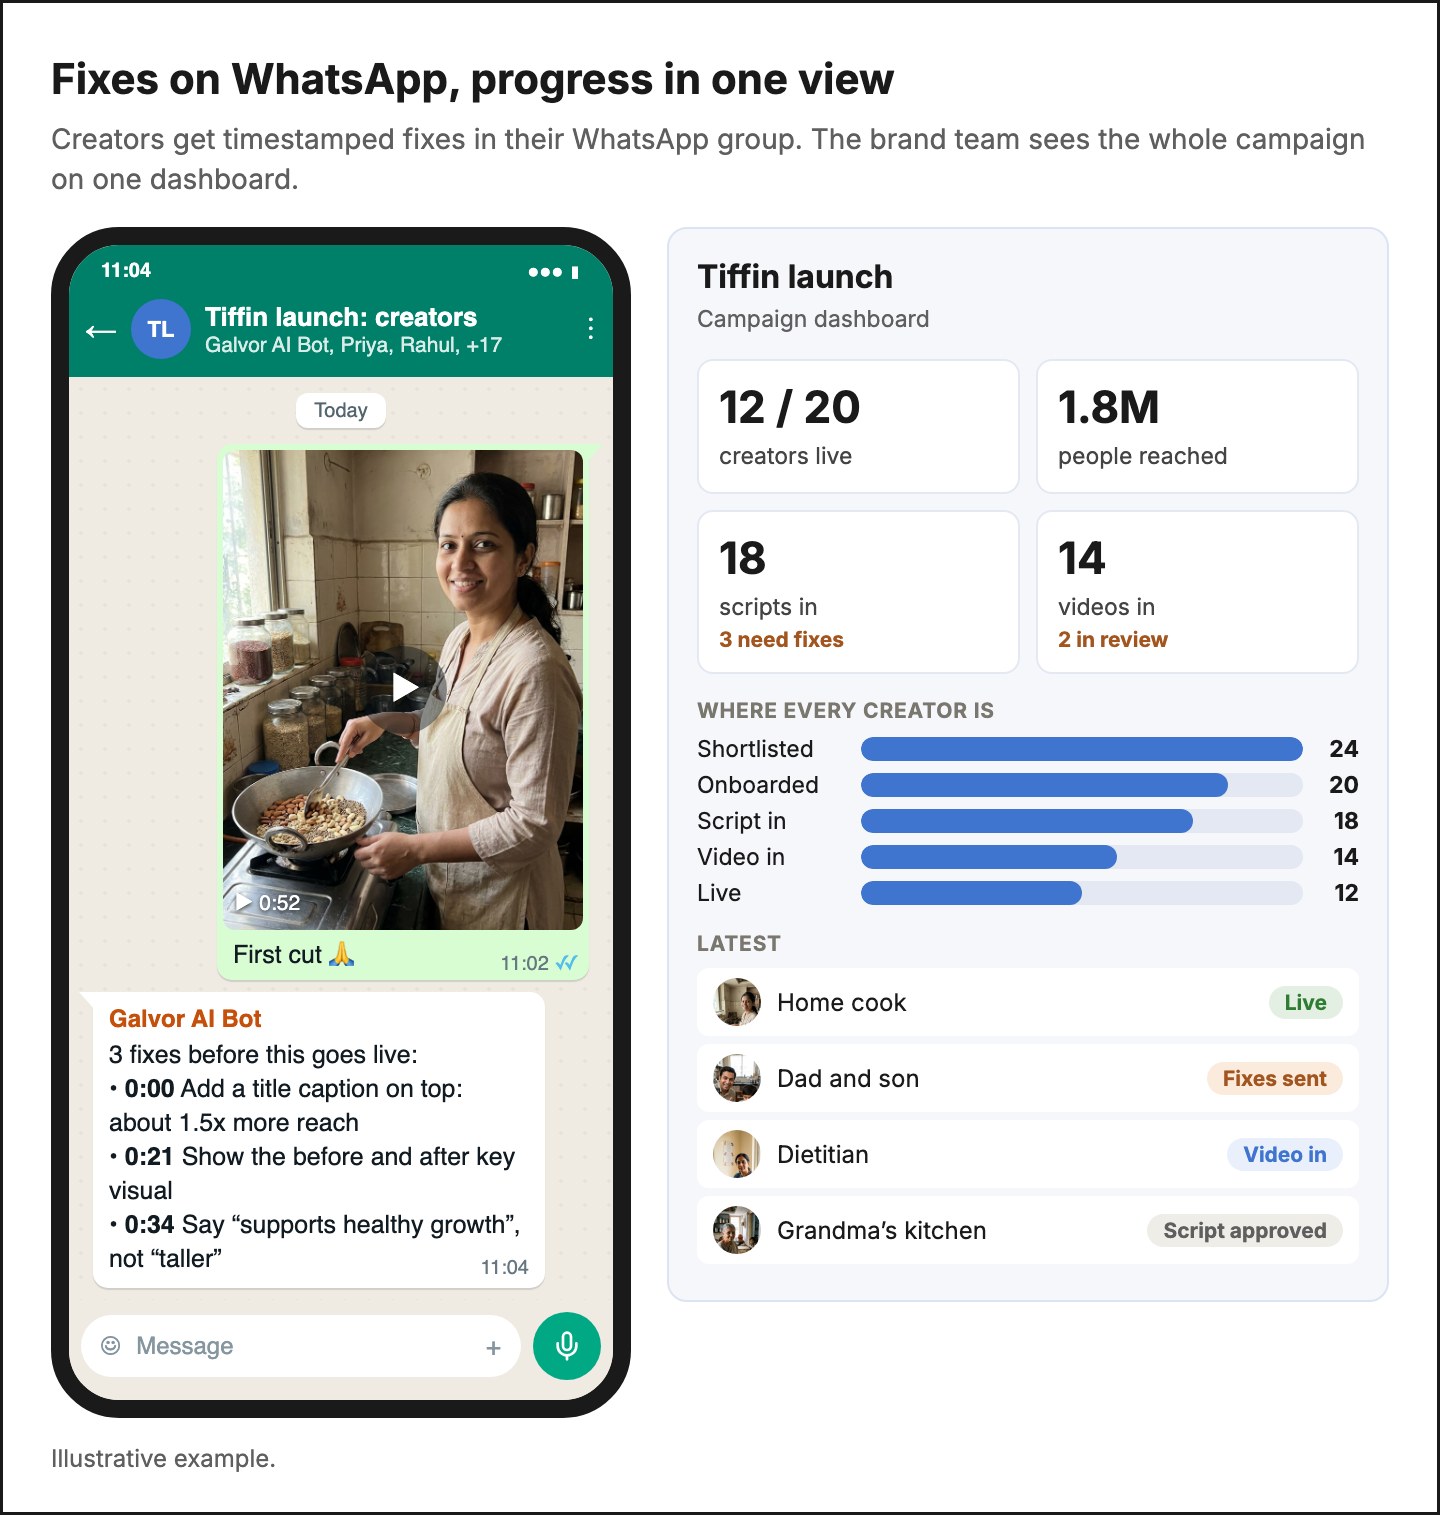 Fixes on WhatsApp, progress in one view
Creators get timestamped fixes in their WhatsApp group. The brand team sees the whole campaign
on one dashboard.
11:04
TL
Tiffin launch: creators
Galvor AI Bot, Priya, Rahul, +17
Today
0:52
First cut 🙏
11:02
Galvor AI Bot
3 fixes before this goes live:
• 0:00 Add a title caption on top:
about 1.5x more reach
• 0:21 Show the before and after key
visual
• 0:34 Say “supports healthy growth”,
not “taller”
11:04
Message
Tiffin launch
Campaign dashboard
12 / 20
creators live
1.8M
people reached
18
scripts in
3 need fixes
14
videos in
2 in review
WHERE EVERY CREATOR IS
Shortlisted 24
Onboarded 20
Script in 18
Video in 14
Live 12
LATEST
Home cook Live
Dad and son Fixes sent
Dietitian Video in
Grandma’s kitchen Script approved
Illustrative example.